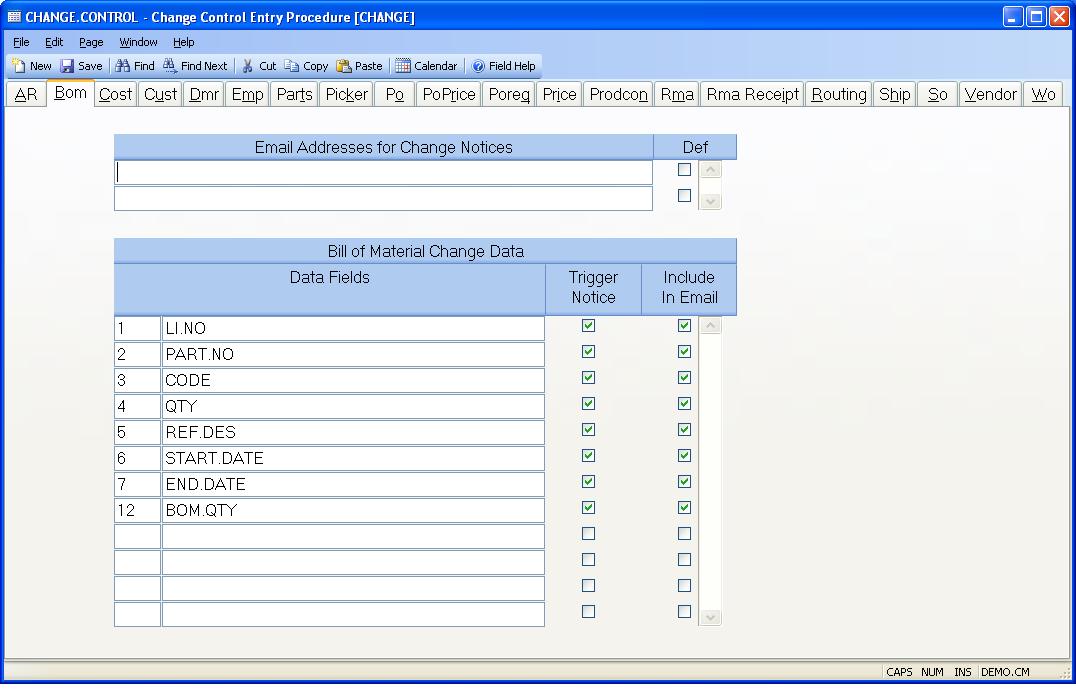 CHANGE.CONTROL - Change Control Entry Procedure [CHANGE]
File Edit Page Window Help
New Save Find Find Next Cut Copy Paste Calendar Field Help
AR Bom Cost Cust Dmr Emp Parts Picker Po PoPrice Poreq Price Prodcon Rma Rma Receipt Routing Ship So Vendor Wo
Email Addresses for Change Notices Def
Bill of Material Change Data
Data Fields Trigger Notice Include In Email
1 LI.NO
2 PART.NO
3 CODE
4 QTY
5 REF.DES
6 START.DATE
7 END.DATE
12 BOM.QTY
CAPS NUM INS DEMO.CM